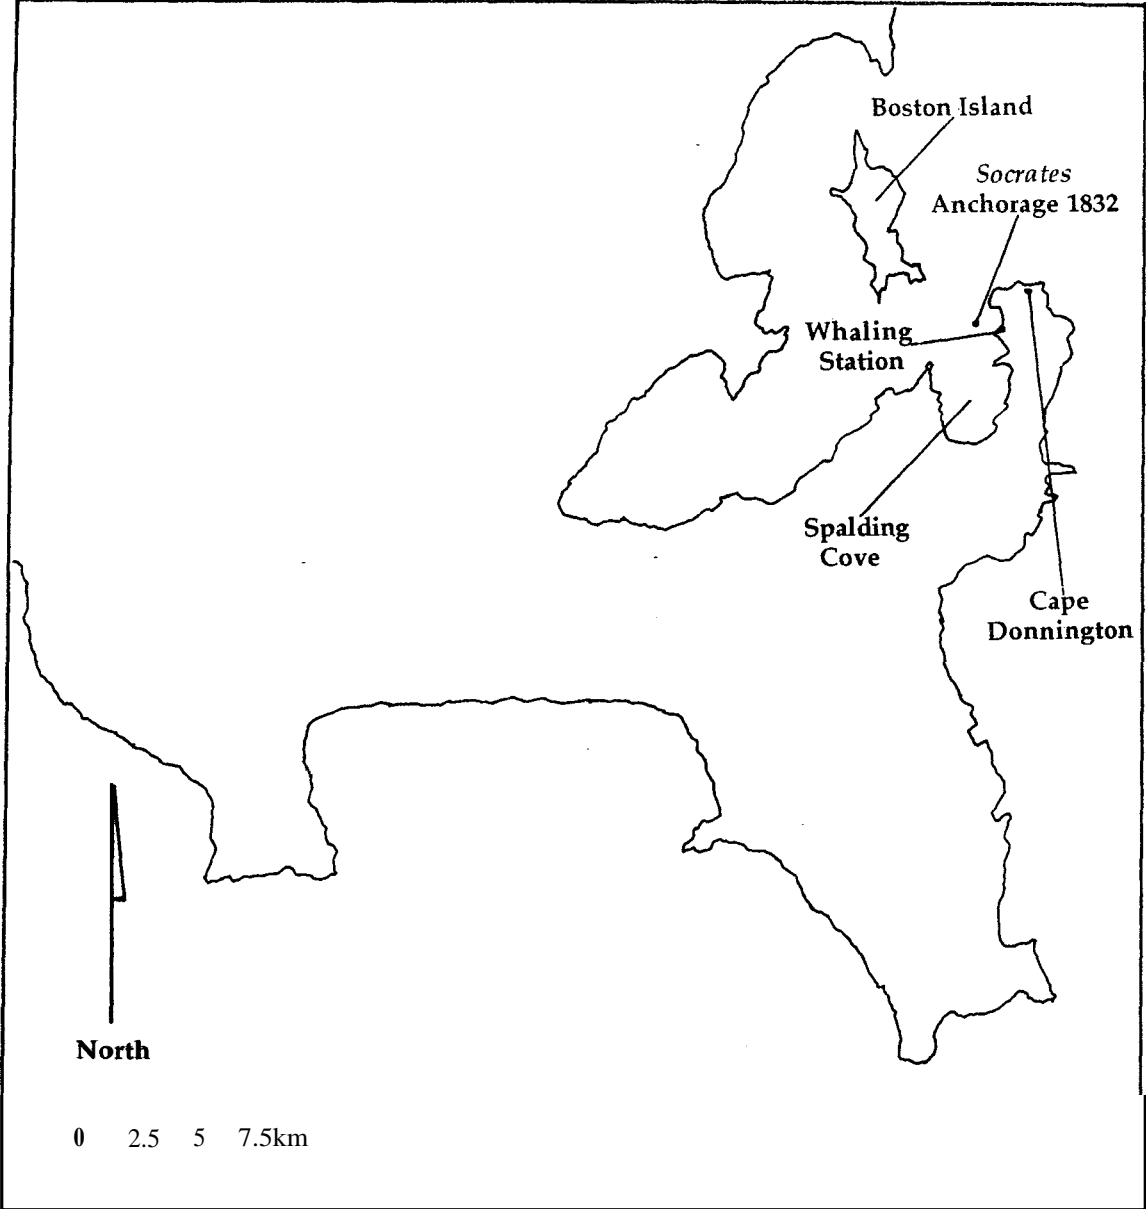 Boston Island
Socrates
Anchorage 1832
Whaling
Station
Spalding
Cove
Cape
Donnington
North
0 2.5 5 7.5km